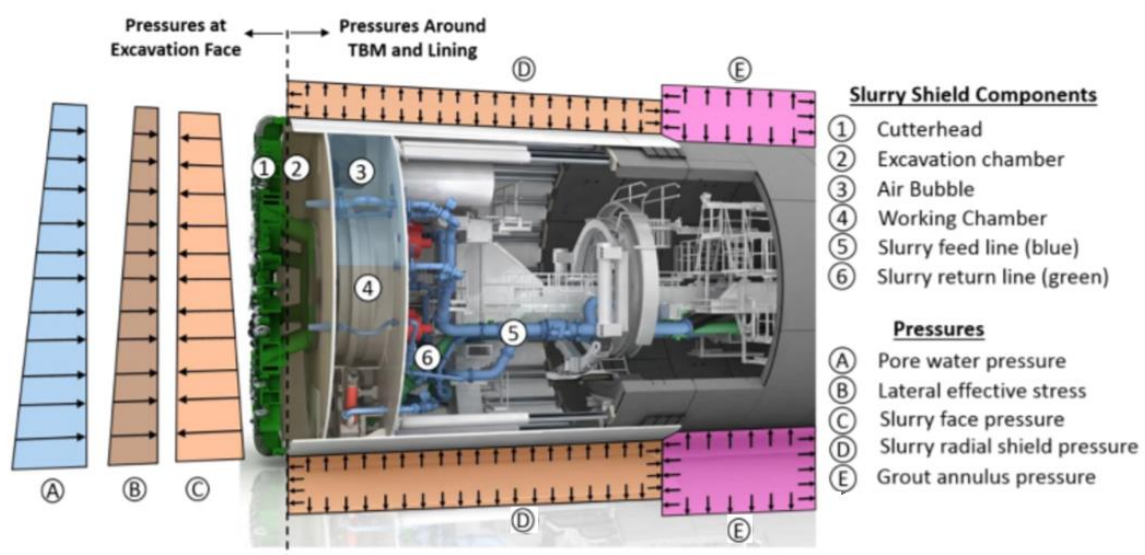 Pressures at
Excavation Face
Pressures Around
TBM and Lining
D
E
Slurry Shield Components
1 Cutterhead
2 Excavation chamber
3 Air Bubble
4 Working Chamber
5 Slurry feed line (blue)
6 Slurry return line (green)
Pressures
A Pore water pressure
B Lateral effective stress
C Slurry face pressure
D Slurry radial shield pressure
E Grout annulus pressure
1
2
3
4
5
6
A
B
C
D
E